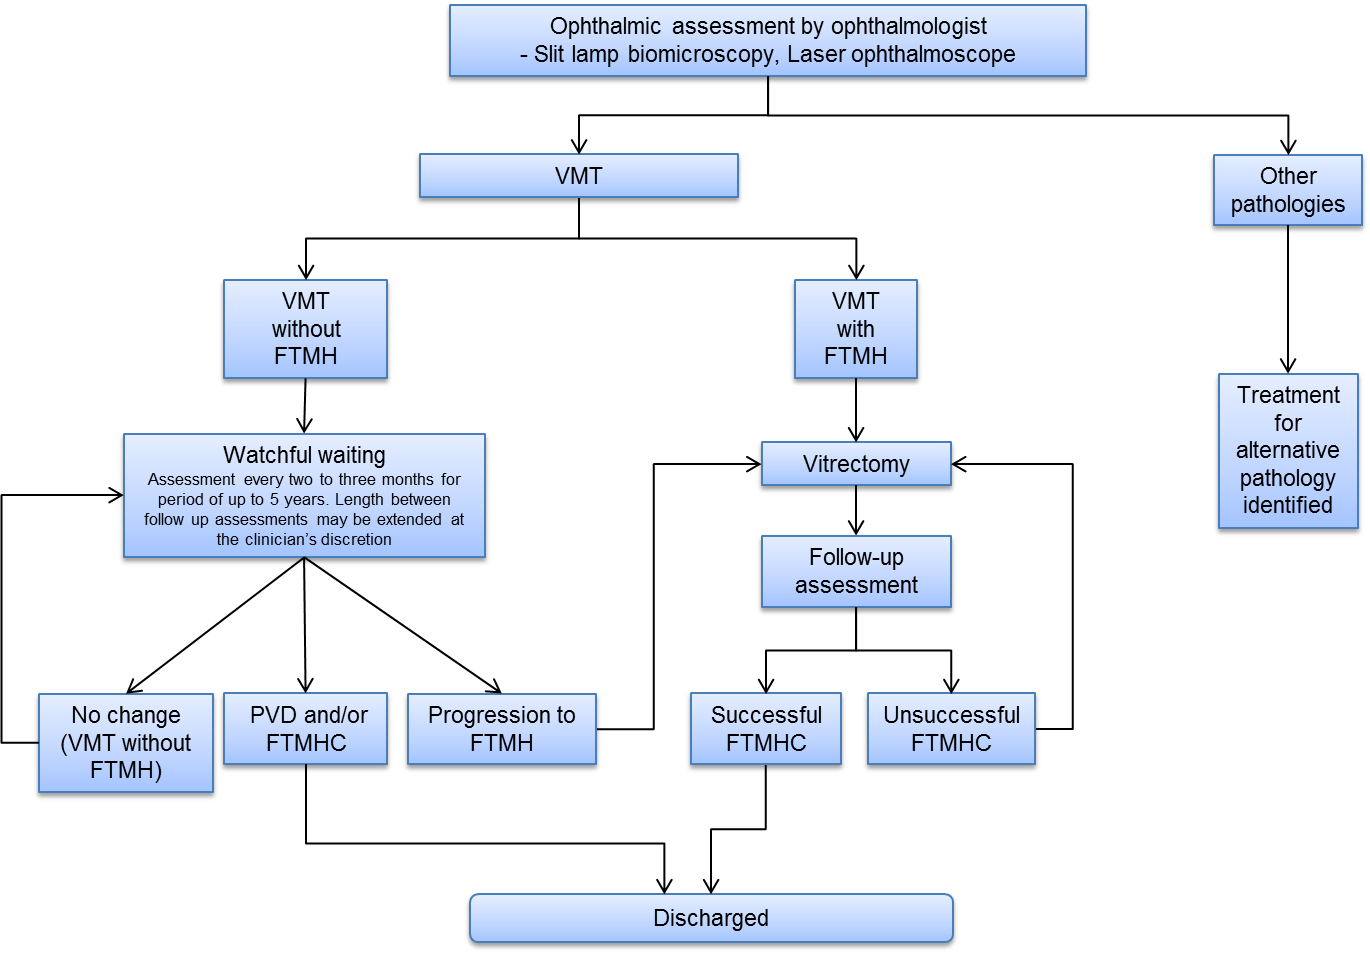 Ophthalmic assessment by ophthalmologist
- Slit lamp biomicroscopy, Laser ophthalmoscope
VMT
Other
pathologies
VMT
without
FTMH
VMT
with
FTMH
Treatment
for
alternative
pathology
identified
Watchful waiting
Assessment every two to three months for
period of up to 5 years. Length between
follow up assessments may be extended at
the clinician's discretion
Vitrectomy
Follow-up
assessment
No change
(VMT without
FTMH)
PVD and/or
FTMHC
Progression to
FTMH
Successful
FTMHC
Unsuccessful
FTMHC
Discharged